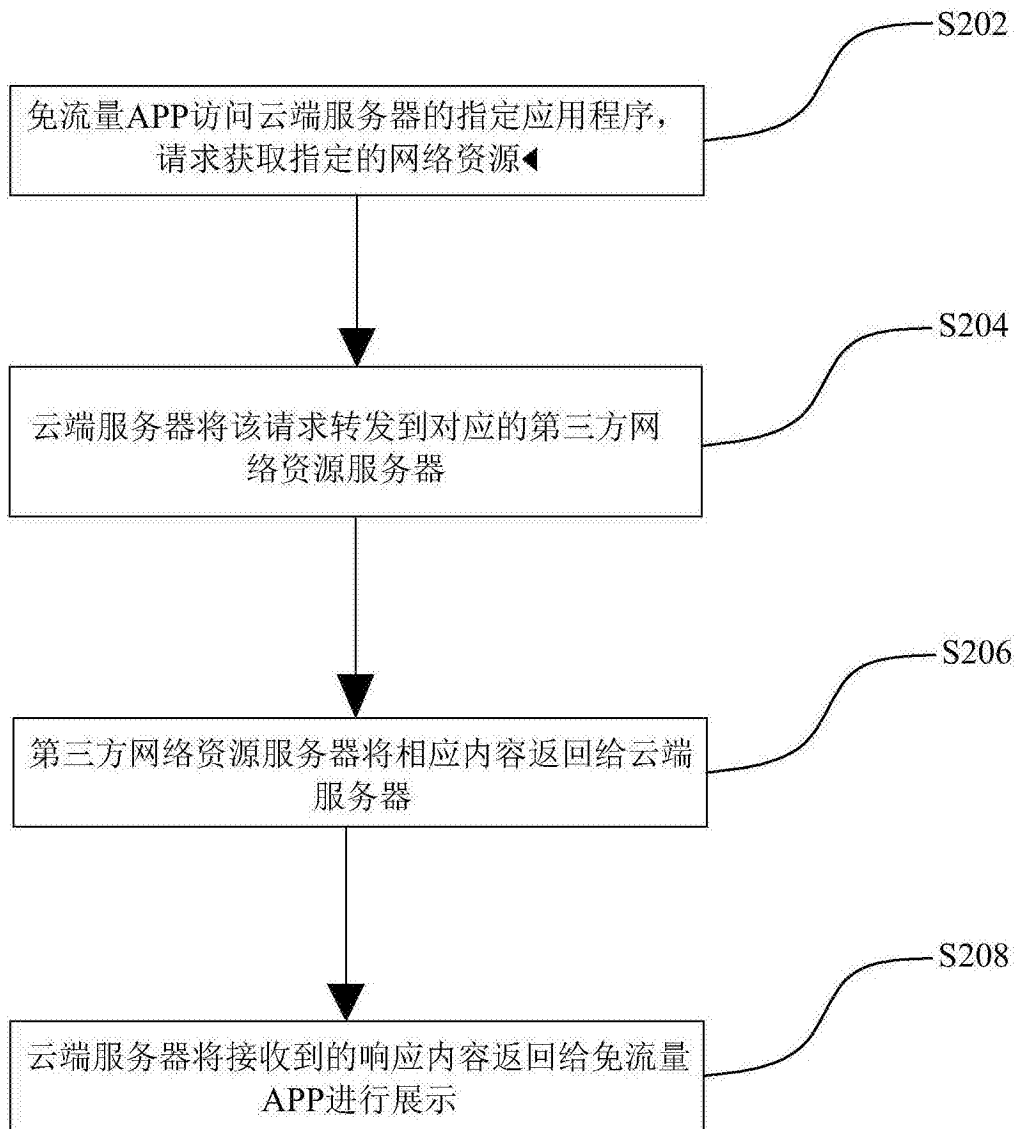 S202
免流量APP访问云端服务器的指定应用程序，
请求获取指定的网络资源
S204
云端服务器将该请求转发到对应的第三方网
络资源服务器
S206
第三方网络资源服务器将相应内容返回给云端
服务器
S208
云端服务器将接收到的响应内容返回给免流量
APP进行展示